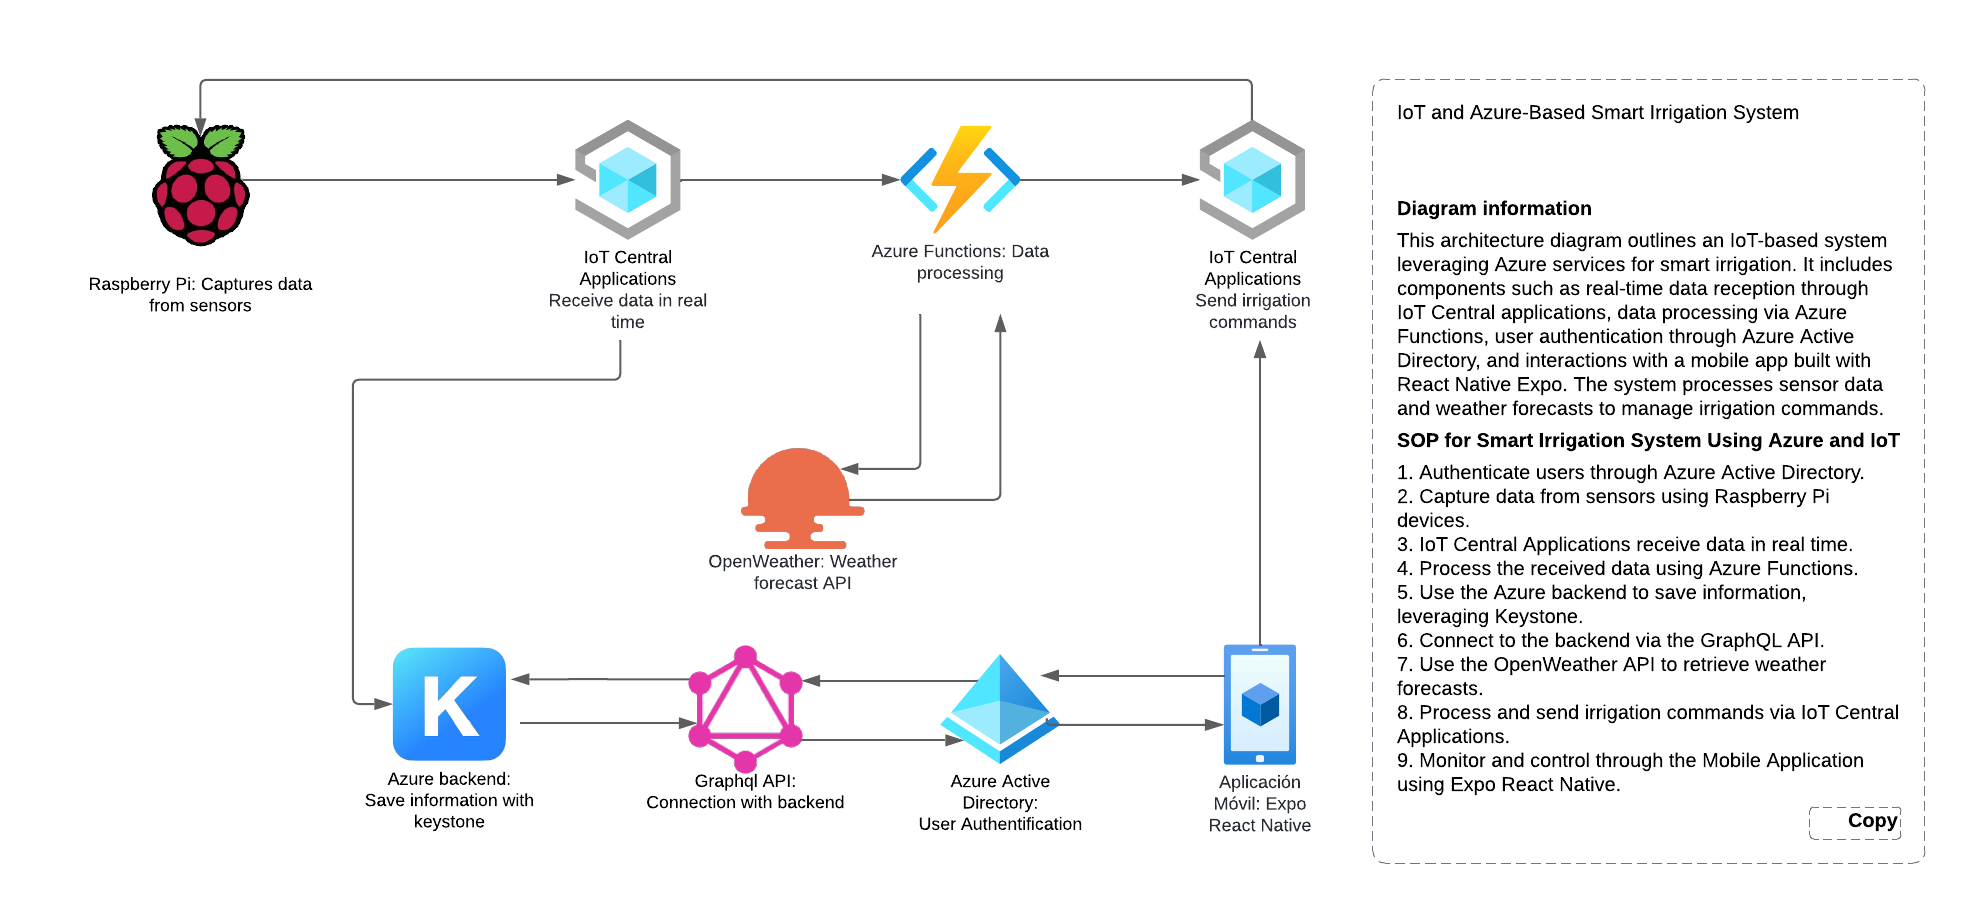 Raspberry Pi: Captures data
from sensors
IoT Central
Applications
Receive data in real
time
Azure Functions: Data
processing
IoT Central
Applications
Send irrigation
commands
OpenWeather: Weather
forecast API
K
Azure backend:
Save information with
keystone
Graphql API:
Connection with backend
Azure Active
Directory:
User Authentification
Aplicación
Móvil: Expo
React Native
IoT and Azure-Based Smart Irrigation System
Diagram information
This architecture diagram outlines an IoT-based system
leveraging Azure services for smart irrigation. It includes
components such as real-time data reception through
IoT Central applications, data processing via Azure
Functions, user authentication through Azure Active
Directory, and interactions with a mobile app built with
React Native Expo. The system processes sensor data
and weather forecasts to manage irrigation commands.
SOP for Smart Irrigation System Using Azure and IoT
1. Authenticate users through Azure Active Directory.
2. Capture data from sensors using Raspberry Pi
devices.
3. IoT Central Applications receive data in real time.
4. Process the received data using Azure Functions.
5. Use the Azure backend to save information,
leveraging Keystone.
6. Connect to the backend via the GraphQL API.
7. Use the OpenWeather API to retrieve weather
forecasts.
8. Process and send irrigation commands via IoT Central
Applications.
9. Monitor and control through the Mobile Application
using Expo React Native.
Copy